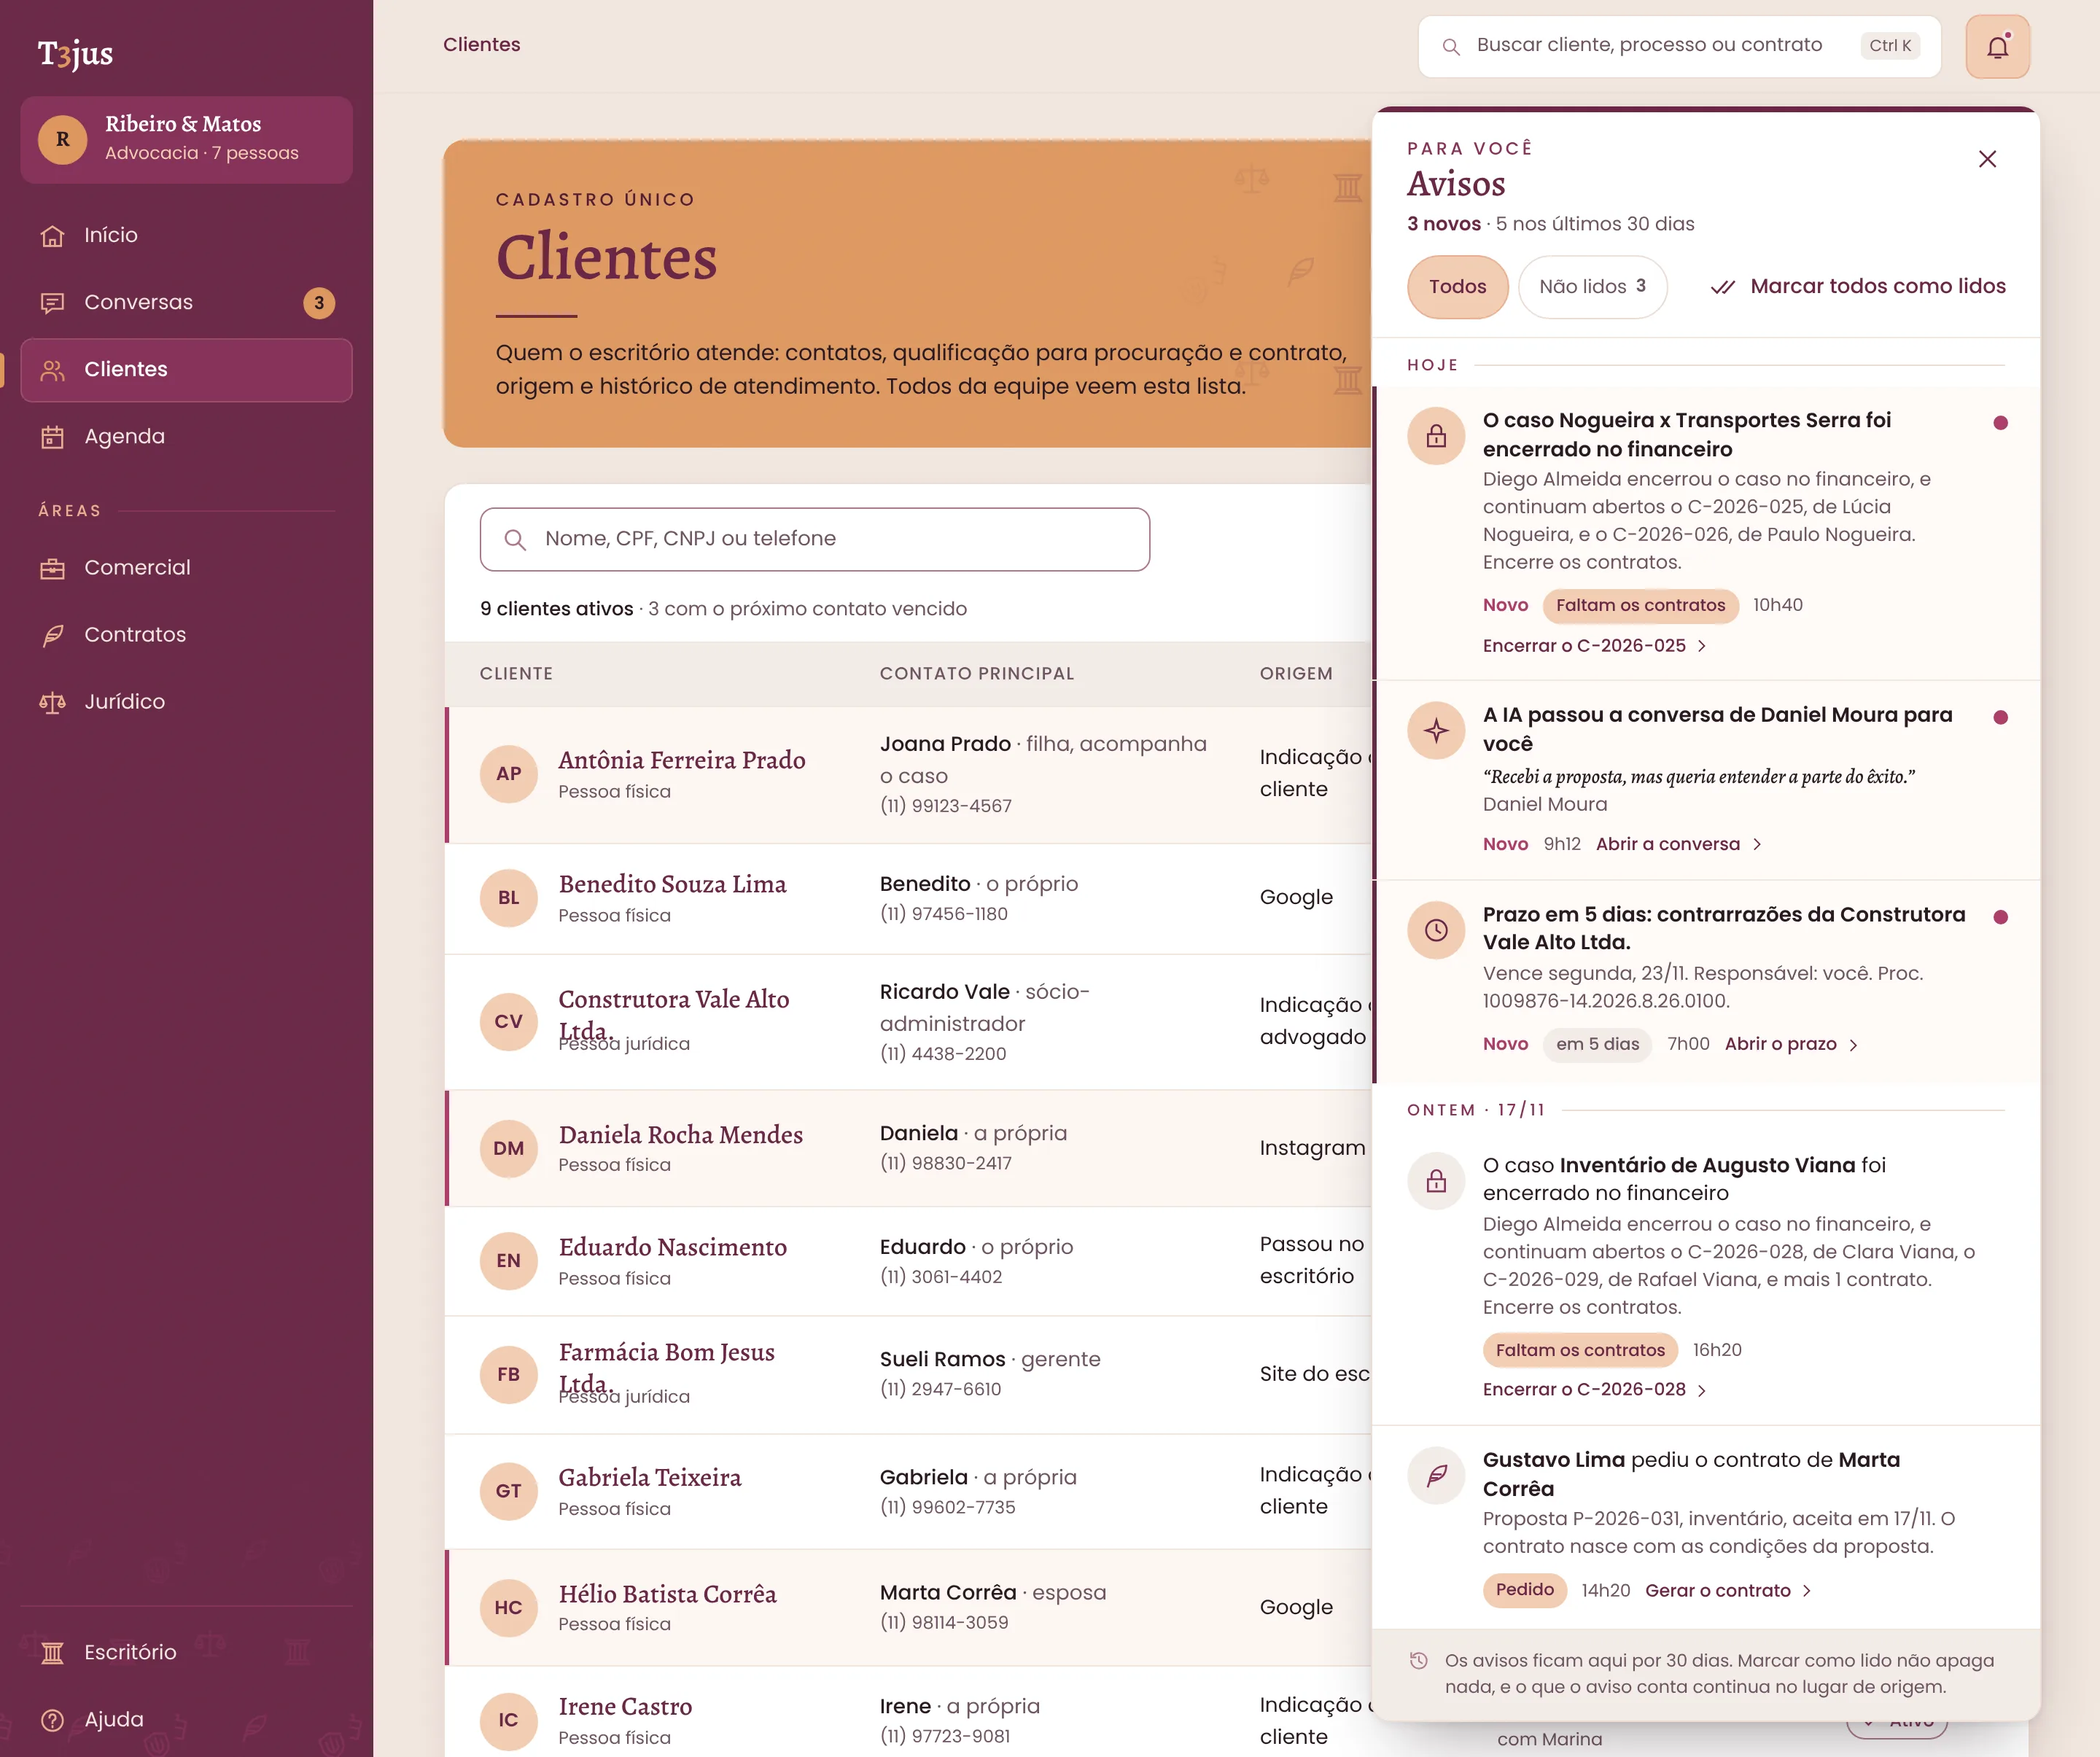 T3jus
R
Ribeiro & Matos
Advocacia · 7 pessoas
Início
Conversas
3
Clientes
Agenda
ÁREAS
Comercial
Contratos
Jurídico
Escritório
Ajuda
Clientes
Buscar cliente, processo ou contrato
Ctrl K
CADASTRO ÚNICO
Clientes
Quem o escritório atende: contatos, qualificação para procuração e contrato,
origem e histórico de atendimento. Todos da equipe veem esta lista.
Nome, CPF, CNPJ ou telefone
9 clientes ativos · 3 com o próximo contato vencido
CLIENTE
CONTATO PRINCIPAL
ORIGEM
AP
Antônia Ferreira Prado
Pessoa física
Joana Prado · filha, acompanha
o caso
(11) 99123-4567
Indicação
cliente
BL
Benedito Souza Lima
Pessoa física
Benedito · o próprio
(11) 97456-1180
Google
CV
Construtora Vale Alto
Ltda.
Pessoa jurídica
Ricardo Vale · sócio-
administrador
(11) 4438-2200
Indicação
advogado
DM
Daniela Rocha Mendes
Pessoa física
Daniela · a própria
(11) 98830-2417
Instagram
EN
Eduardo Nascimento
Pessoa física
Eduardo · o próprio
(11) 3061-4402
Passou no
escritório
FB
Farmácia Bom Jesus
Ltda.
Pessoa jurídica
Sueli Ramos · gerente
(11) 2947-6610
Site do esc
GT
Gabriela Teixeira
Pessoa física
Gabriela · a própria
(11) 99602-7735
Indicação
cliente
HC
Hélio Batista Corrêa
Pessoa física
Marta Corrêa · esposa
(11) 98114-3059
Google
IC
Irene Castro
Pessoa física
Irene · a própria
(11) 97723-9081
Indicação
cliente
com Marina
PARA VOCÊ
Avisos
3 novos · 5 nos últimos 30 dias
Todos
Não lidos 3
Marcar todos como lidos
HOJE
O caso Nogueira x Transportes Serra foi
encerrado no financeiro
Diego Almeida encerrou o caso no financeiro, e
continuam abertos o C-2026-025, de Lúcia
Nogueira, e o C-2026-026, de Paulo Nogueira.
Encerre os contratos.
Novo Faltam os contratos 10h40
Encerrar o C-2026-025
A IA passou a conversa de Daniel Moura para
você
“Recebi a proposta, mas queria entender a parte do êxito.”
Daniel Moura
Novo 9h12 Abrir a conversa
Prazo em 5 dias: contrarrazões da Construtora
Vale Alto Ltda.
Vence segunda, 23/11. Responsável: você. Proc.
1009876-14.2026.8.26.0100.
Novo em 5 dias 7h00 Abrir o prazo
ONTEM · 17/11
O caso Inventário de Augusto Viana foi
encerrado no financeiro
Diego Almeida encerrou o caso no financeiro, e
continuam abertos o C-2026-028, de Clara Viana, o
C-2026-029, de Rafael Viana, e mais 1 contrato.
Encerre os contratos.
Faltam os contratos 16h20
Encerrar o C-2026-028
Gustavo Lima pediu o contrato de Marta
Corrêa
Proposta P-2026-031, inventário, aceita em 17/11. O
contrato nasce com as condições da proposta.
Pedido 14h20 Gerar o contrato
Os avisos ficam aqui por 30 dias. Marcar como lido não apaga
nada, e o que o aviso conta continua no lugar de origem.